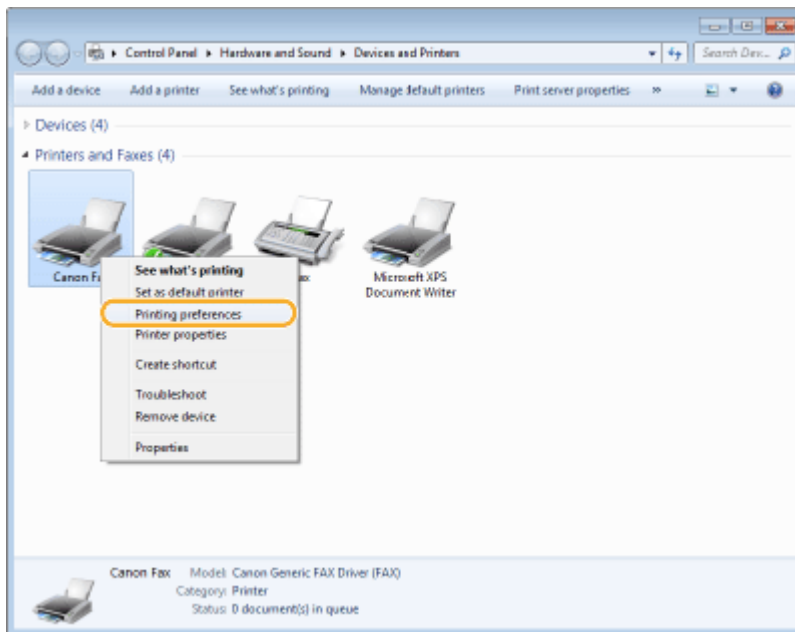 Control Panel ▸ Hardware and Sound ▸ Devices and Printers
Search Dev...
Add a device Add a printer See what's printing Manage default printers Print server properties »
Devices (4)
Printers and Faxes (4)
Canon Fa
ax
Microsoft XPS
Document Writer
See what's printing
Set as default printer
Printing preferences
Printer properties
Create shortcut
Troubleshoot
Remove device
Properties
Canon Fax Model: Canon Generic FAX Driver (FAX)
Category: Printer
Status: 0 document(s) in queue